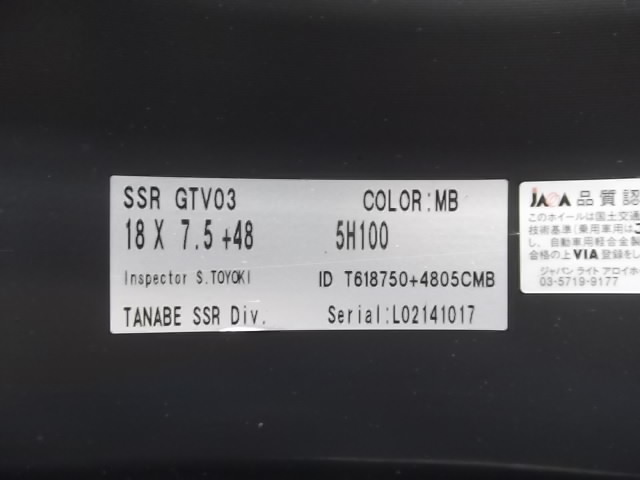 SSR GTV03 COLOR:MB
18 X 7.5 +48 5H100
Inspector S.TOYOKI ID T618750+4805CMB
TANABE SSR Div. Serial:L02141017
JAWA 品質認
このホイールは国土交通
技術基準(乗用車用は
し、自動車用軽合金製
合格の上VIA登録をし
ジャパン ライト アロイホ
03-5719-9177